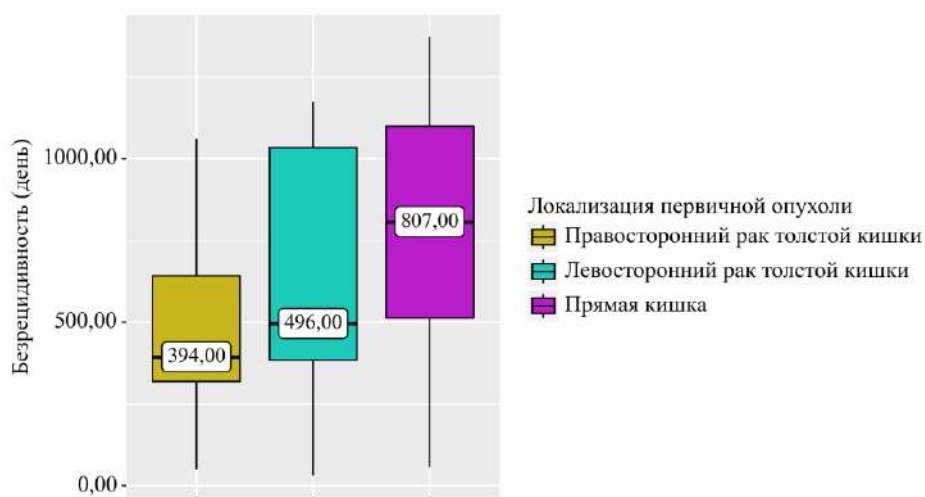 Безрецидивность (день)
1000,00
500,00
0,00
394,00
496,00
807,00
Локализация первичной опухоли
Правосторонний рак толстой кишки
Левосторонний рак толстой кишки
Прямая кишка